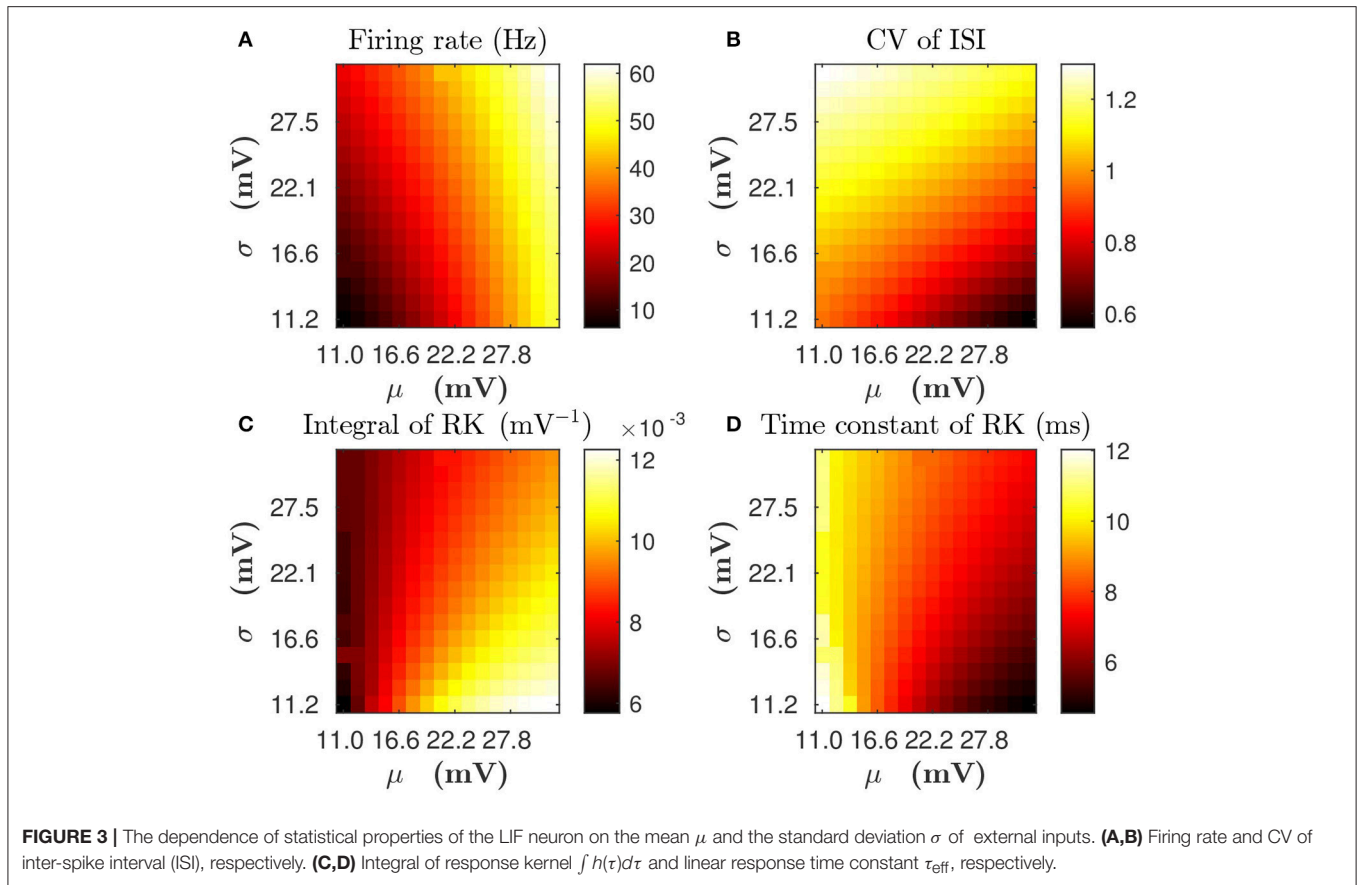 A Firing rate (Hz)
60
50
40
30
20
10
27.5
22.1
16.6
11.2
σ (mV)
11.0 16.6 22.2 27.8
μ (mV)
B CV of ISI
1.2
1
0.8
0.6
27.5
22.1
16.6
11.2
σ (mV)
11.0 16.6 22.2 27.8
μ (mV)
C Integral of RK (mV⁻¹) ×10⁻³
12
10
8
6
27.5
22.1
16.6
11.2
σ (mV)
11.0 16.6 22.2 27.8
μ (mV)
D Time constant of RK (ms)
12
10
8
6
27.5
22.1
16.6
11.2
σ (mV)
11.0 16.6 22.2 27.8
μ (mV)
FIGURE 3 | The dependence of statistical properties of the LIF neuron on the mean μ and the standard deviation σ of external inputs. (A,B) Firing rate and CV of
inter-spike interval (ISI), respectively. (C,D) Integral of response kernel ∫ h(τ)dτ and linear response time constant τeff, respectively.